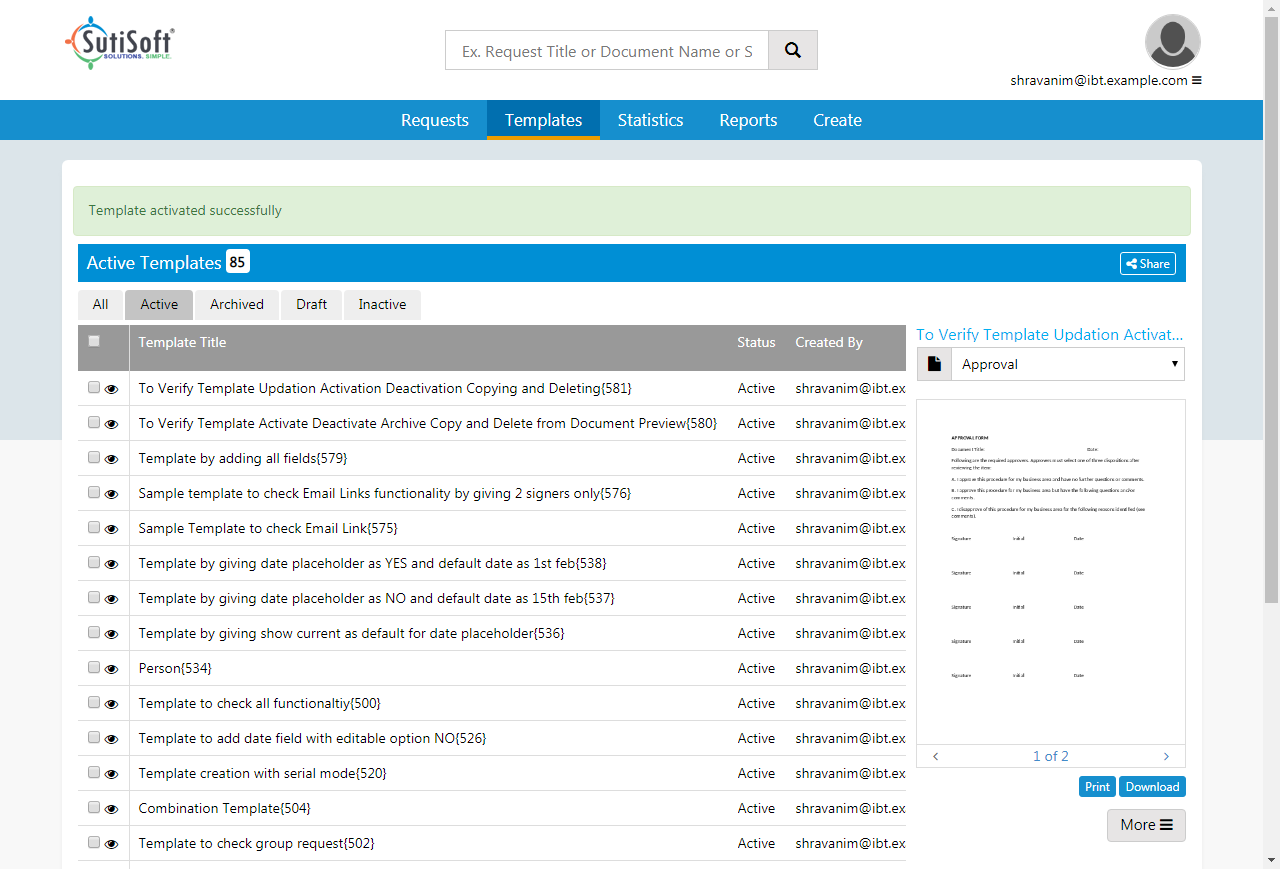 SutiSoft®
SOLUTIONS. SIMPLE.
Ex. Request Title or Document Name or S
shravanim@ibt.example.com
Requests Templates Statistics Reports Create
Template activated successfully
Active Templates 85
Share
All Active Archived Draft Inactive
Template Title Status Created By
To Verify Template Updation Activation Deactivation Copying and Deleting{581} Active shravanim@ibt.ex
To Verify Template Activate Deactivate Archive Copy and Delete from Document Preview{580} Active shravanim@ibt.ex
Template by adding all fields{579} Active shravanim@ibt.ex
Sample template to check Email Links functionality by giving 2 signers only{576} Active shravanim@ibt.ex
Sample Template to check Email Link{575} Active shravanim@ibt.ex
Template by giving date placeholder as YES and default date as 1st feb{538} Active shravanim@ibt.ex
Template by giving date placeholder as NO and default date as 15th feb{537} Active shravanim@ibt.ex
Template by giving show current as default for date placeholder{536} Active shravanim@ibt.ex
Person{534} Active shravanim@ibt.ex
Template to check all functionaltiy{500} Active shravanim@ibt.ex
Template to add date field with editable option NO{526} Active shravanim@ibt.ex
Template creation with serial mode{520} Active shravanim@ibt.ex
Combination Template{504} Active shravanim@ibt.ex
Template to check group request{502} Active shravanim@ibt.ex
To Verify Template Updation Activat...
Approval
APPROVAL FORM
Document Title: Date:
Following are the required approvers. Approvers must select one of three dispositions after
reviewing the item:
A. I approve this procedure for my business area and have no further questions or comments.
B. I approve this procedure for my business area but have the following questions and/or
comments.
C. I disapprove of this procedure for my business area for the following reasons identified (see
comments).
Signature Initial Date
Signature Initial Date
Signature Initial Date
Signature Initial Date
Signature Initial Date
‹ 1 of 2 ›
Print Download
More